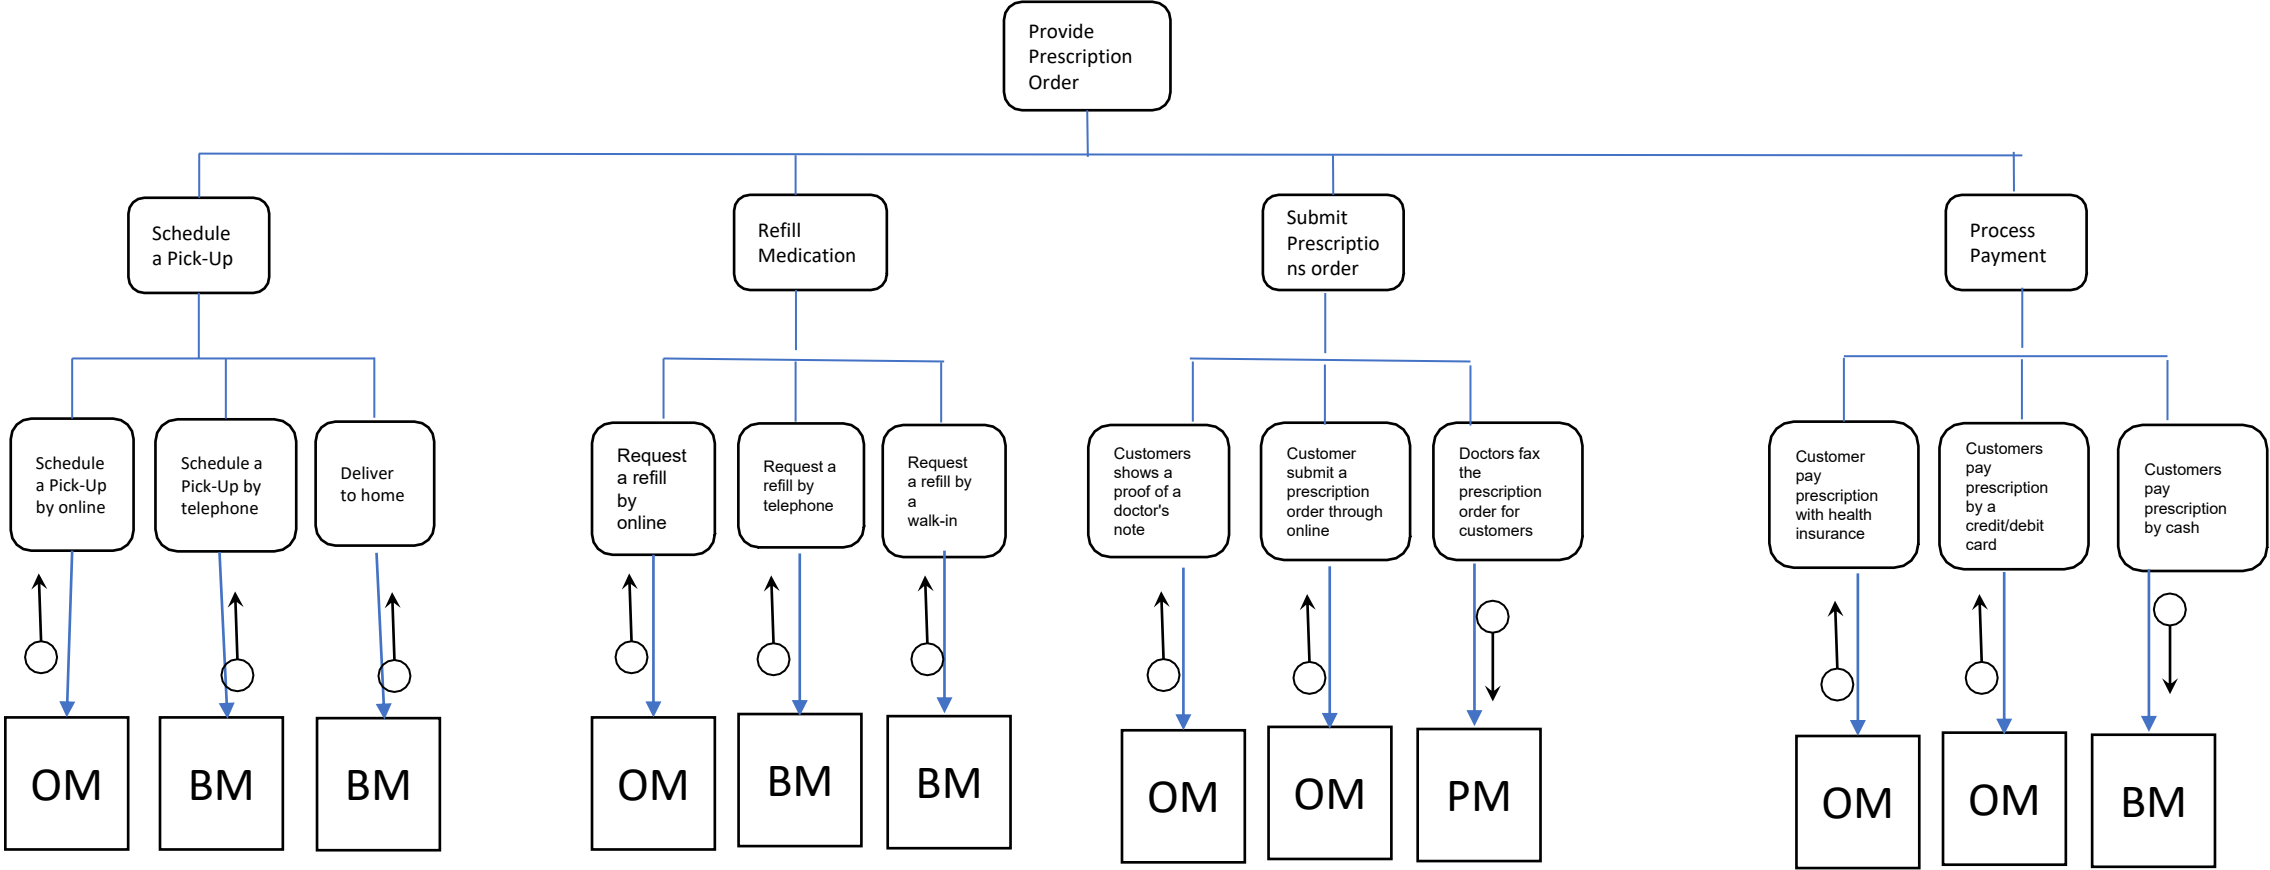 Provide
Prescription
Order
Schedule
a Pick-Up
Refill
Medication
Submit
Prescriptio
ns order
Process
Payment
Schedule
a Pick-Up
by online
Schedule a
Pick-Up by
telephone
Deliver
to home
Request
a refill
by
online
Request a
refill by
telephone
Request
a refill by
a
walk-in
Customers
shows a
proof of a
doctor's
note
Customer
submit a
prescription
order through
online
Doctors fax
the
prescription
order for
customers
Customer
pay
prescription
with health
insurance
Customers
pay
prescription
by a
credit/debit
card
Customers
pay
prescription
by cash
OM
BM
BM
OM
BM
BM
OM
OM
PM
OM
OM
BM